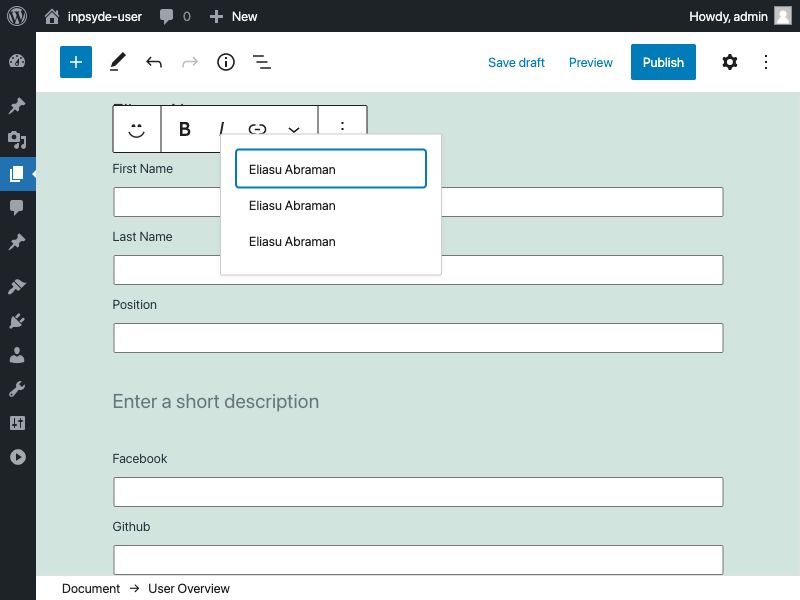 inpsyde-user 0 New Howdy, admin
Save draft Preview Publish
B I
First Name
Eliasu Abraman
Eliasu Abraman
Eliasu Abraman
Last Name
Position
Enter a short description
Facebook
Github
Document → User Overview